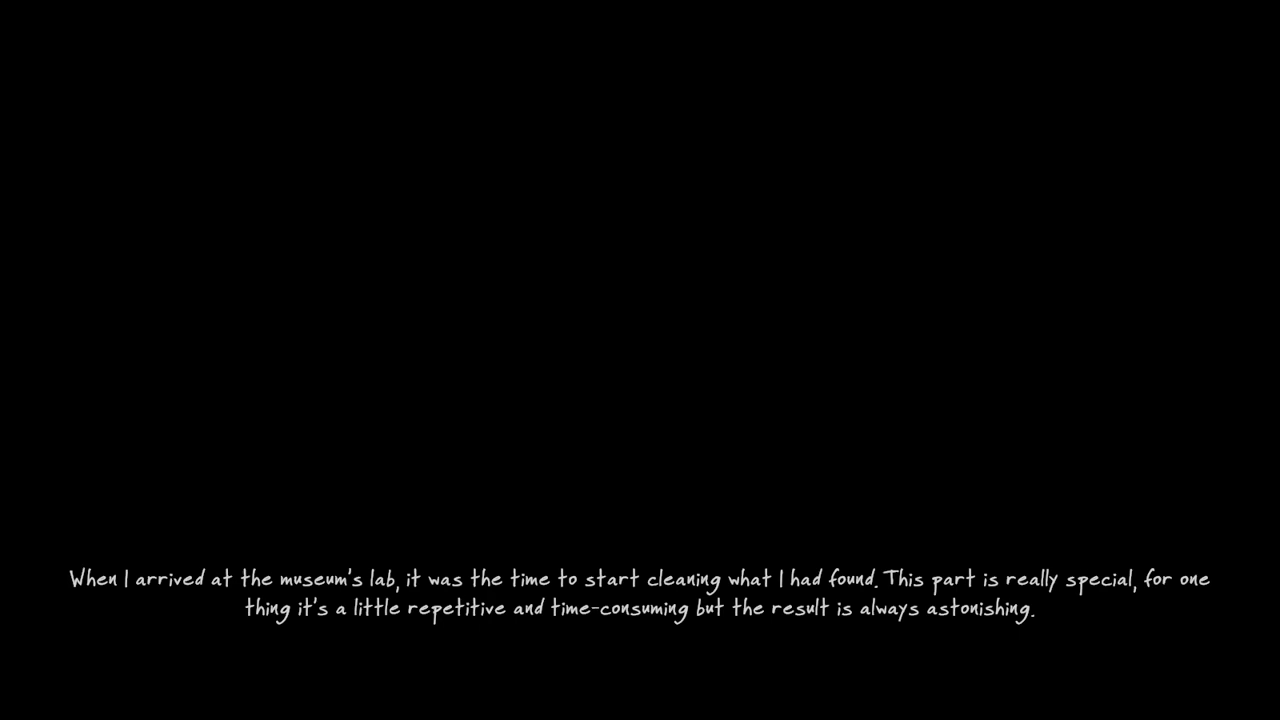 When I arrived at the museum's lab, it was the time to start cleaning what I had found. This part is really special, for one
thing it's a little repetitive and time-consuming but the result is always astonishing.